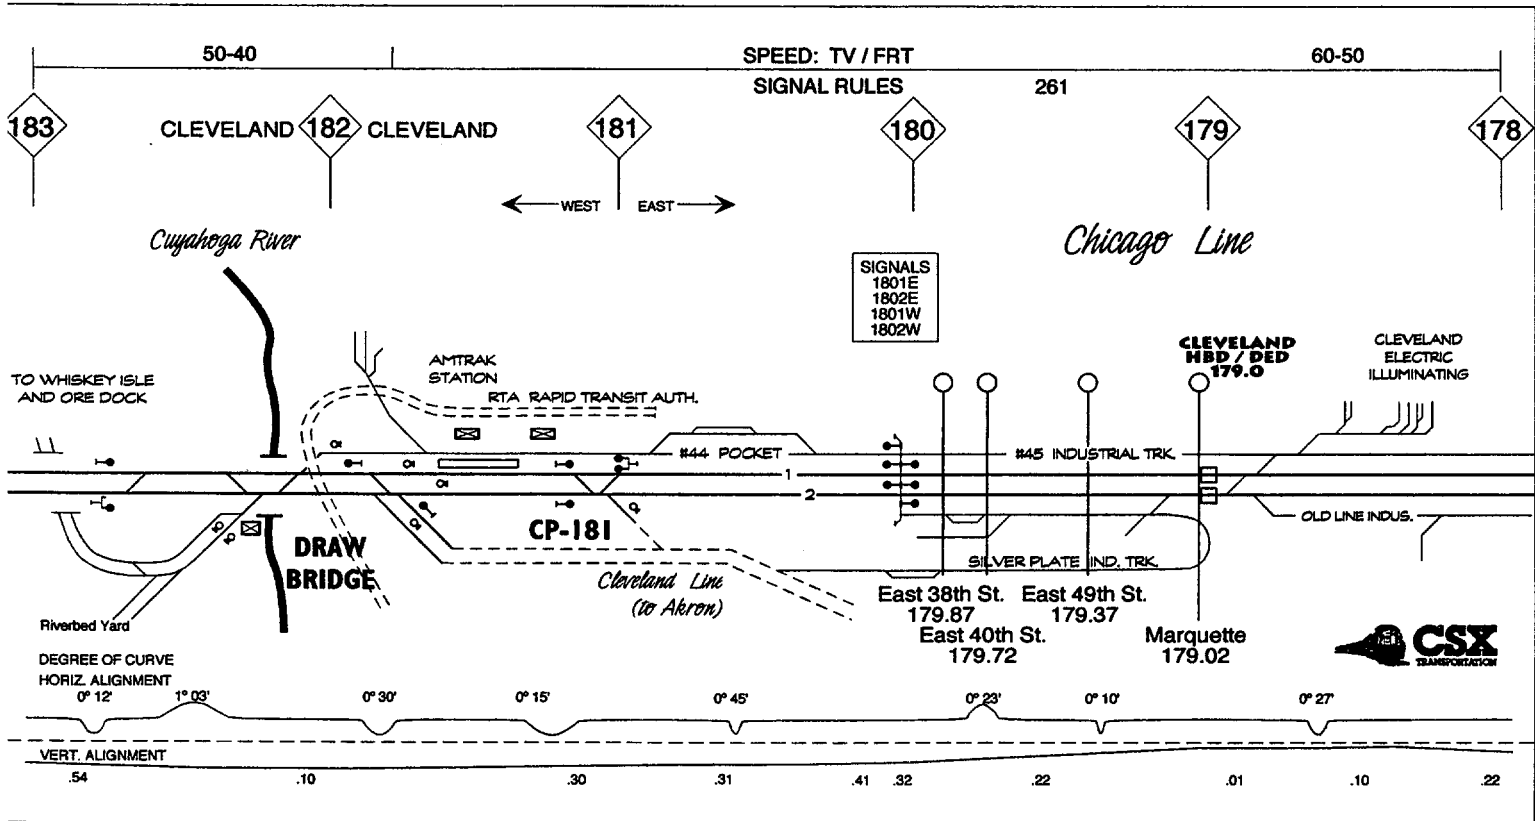 50-40
SPEED: TV / FRT
60-50
SIGNAL RULES 261
183
CLEVELAND 182 CLEVELAND
181
180
179
178
WEST EAST
Cuyahoga River
Chicago Line
SIGNALS
1801E
1802E
1801W
1802W
CLEVELAND
HBD / DED
179.0
CLEVELAND
ELECTRIC
ILLUMINATING
AMTRAK
STATION
TO WHISKEY ISLE
AND ORE DOCK
RTA RAPID TRANSIT AUTH.
#44 POCKET
#45 INDUSTRIAL TRK.
1
2
OLD LINE INDUS.
CP-181
DRAW
BRIDGE
SILVER PLATE IND. TRK.
Cleveland Line
(to Akron)
East 38th St.
179.87
East 49th St.
179.37
East 40th St.
179.72
Marquette
179.02
Riverbed Yard
CSX
TRANSPORTATION
DEGREE OF CURVE
HORIZ. ALIGNMENT
0° 12' 1° 03' 0° 30' 0° 15' 0° 45' 0° 23' 0° 10' 0° 27'
VERT. ALIGNMENT
.54 .10 .30 .31 .41 .32 .22 .01 .10 .22